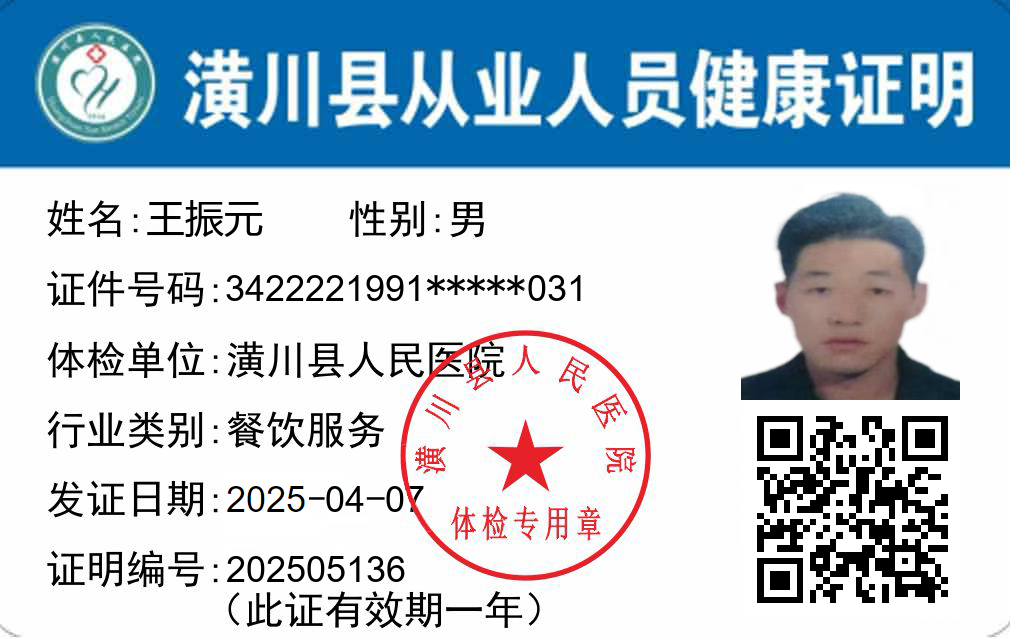 潢川县从业人员健康证明
姓名:王振元 性别:男
证件号码:3422221991*****031
体检单位:潢川县人民医院
行业类别:餐饮服务
发证日期:2025-04-07
证明编号:202505136
(此证有效期一年)
潢川县人民医院
体检专用章